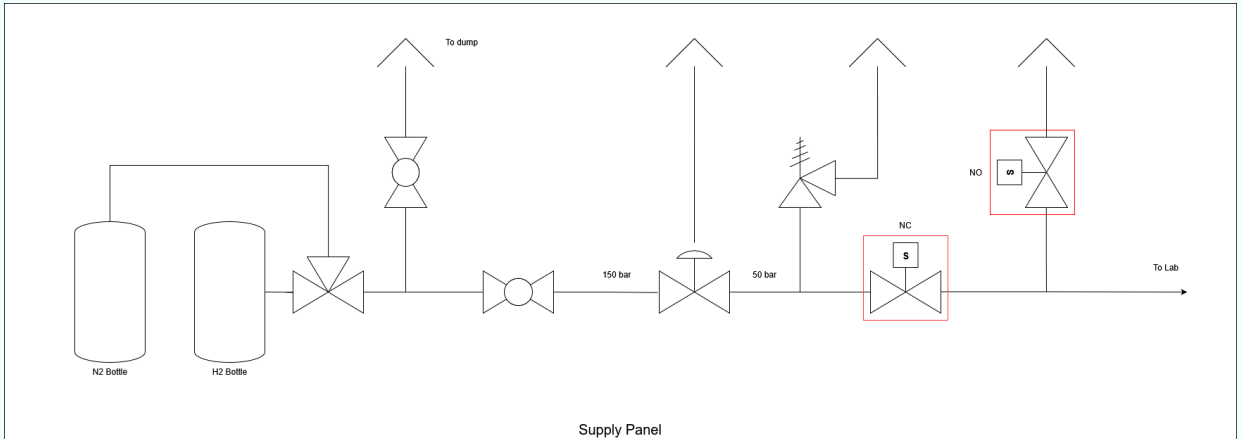 To dump
NO
S
NC
S
150 bar
50 bar
To Lab
N2 Bottle
H2 Bottle
Supply Panel